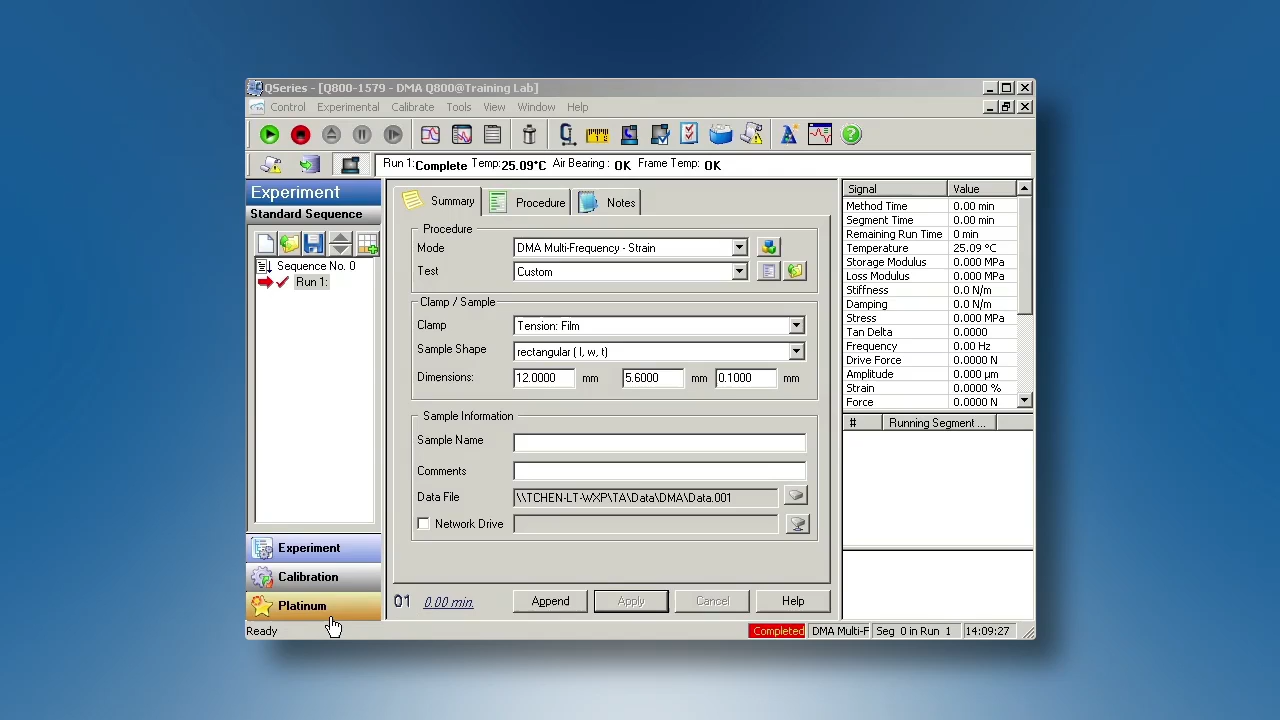 QSeries - [Q800-1579 - DMA Q800@Training Lab]
Control Experimental Calibrate Tools View Window Help
Run 1: Complete Temp: 25.09°C Air Bearing : OK Frame Temp: OK
Experiment
Standard Sequence
Sequence No. 0
Run 1:
Experiment
Calibration
Platinum
Summary Procedure Notes
Procedure
Mode DMA Multi-Frequency - Strain
Test Custom
Clamp / Sample
Clamp Tension: Film
Sample Shape rectangular ( l, w, t)
Dimensions: 12.0000 mm 5.6000 mm 0.1000 mm
Sample Information
Sample Name
Comments
Data File \\TCHEN-LT-WXP\TA\Data\DMA\Data.001
Network Drive
01 0.00 min. Append Apply Cancel Help
Signal Value
Method Time 0.00 min
Segment Time 0.00 min
Remaining Run Time 0 min
Temperature 25.09 °C
Storage Modulus 0.000 MPa
Loss Modulus 0.000 MPa
Stiffness 0.0 N/m
Damping 0.0 N/m
Stress 0.000 MPa
Tan Delta 0.0000
Frequency 0.00 Hz
Drive Force 0.0000 N
Amplitude 0.000 µm
Strain 0.0000 %
Force 0.0000 N
# Running Segment ...
Ready Completed DMA Multi-F Seg 0 in Run 1 14:09:27